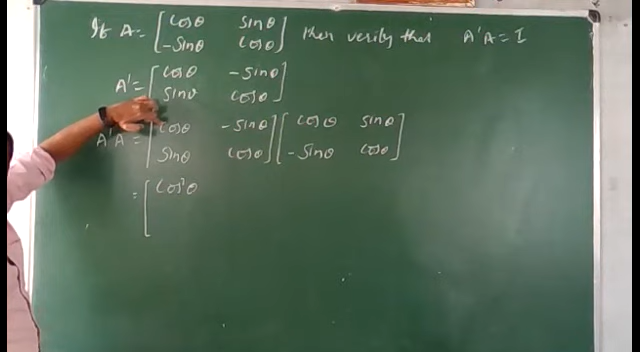 If A = [ cosθ sinθ
-sinθ cosθ ] then verify that A'A = I
A' = [ cosθ -sinθ
sinθ cosθ ]
A'A = [ cosθ -sinθ ] [ cosθ sinθ
sinθ cosθ ] [ -sinθ cosθ ]
= [ cos²θ